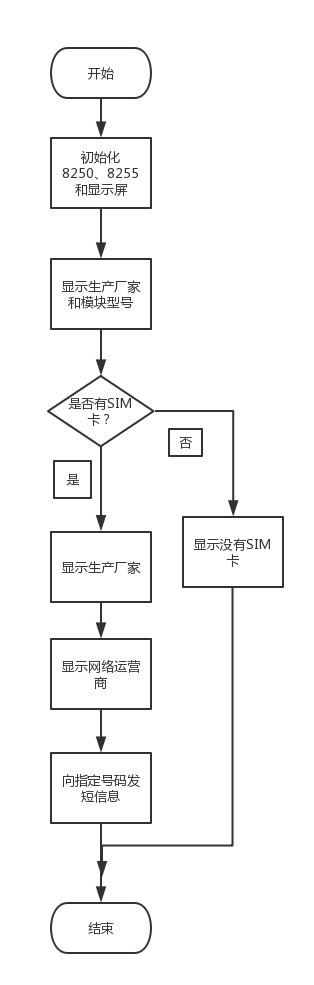 开始
初始化
8250、8255
和显示屏
显示生产厂家
和模块型号
是否有SIM
卡？
否
是
显示没有SIM
卡
显示生产厂家
显示网络运营
商
向指定号码发
短信息
结束